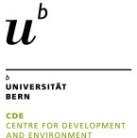 u^b
b
UNIVERSITÄT
BERN
CDE
CENTRE FOR DEVELOPMENT
AND ENVIRONMENT